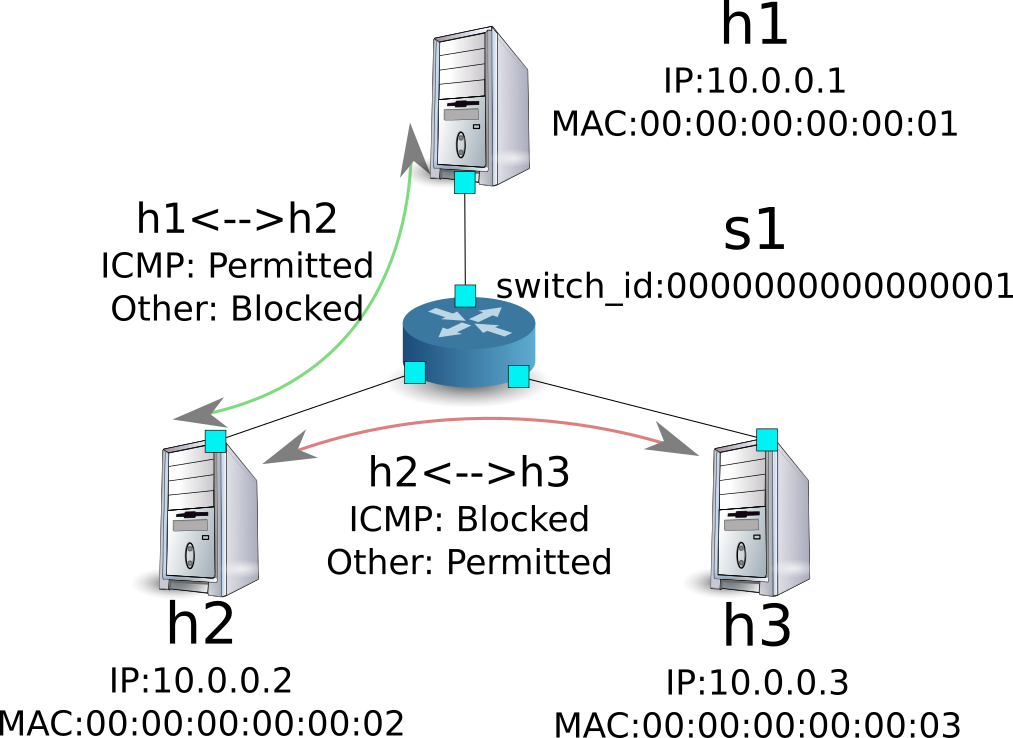 h1
IP:10.0.0.1
MAC:00:00:00:00:00:01
h1<-->h2
ICMP: Permitted
Other: Blocked
s1
switch_id:0000000000000001
h2<-->h3
ICMP: Blocked
Other: Permitted
h2
IP:10.0.0.2
MAC:00:00:00:00:00:02
h3
IP:10.0.0.3
MAC:00:00:00:00:00:03